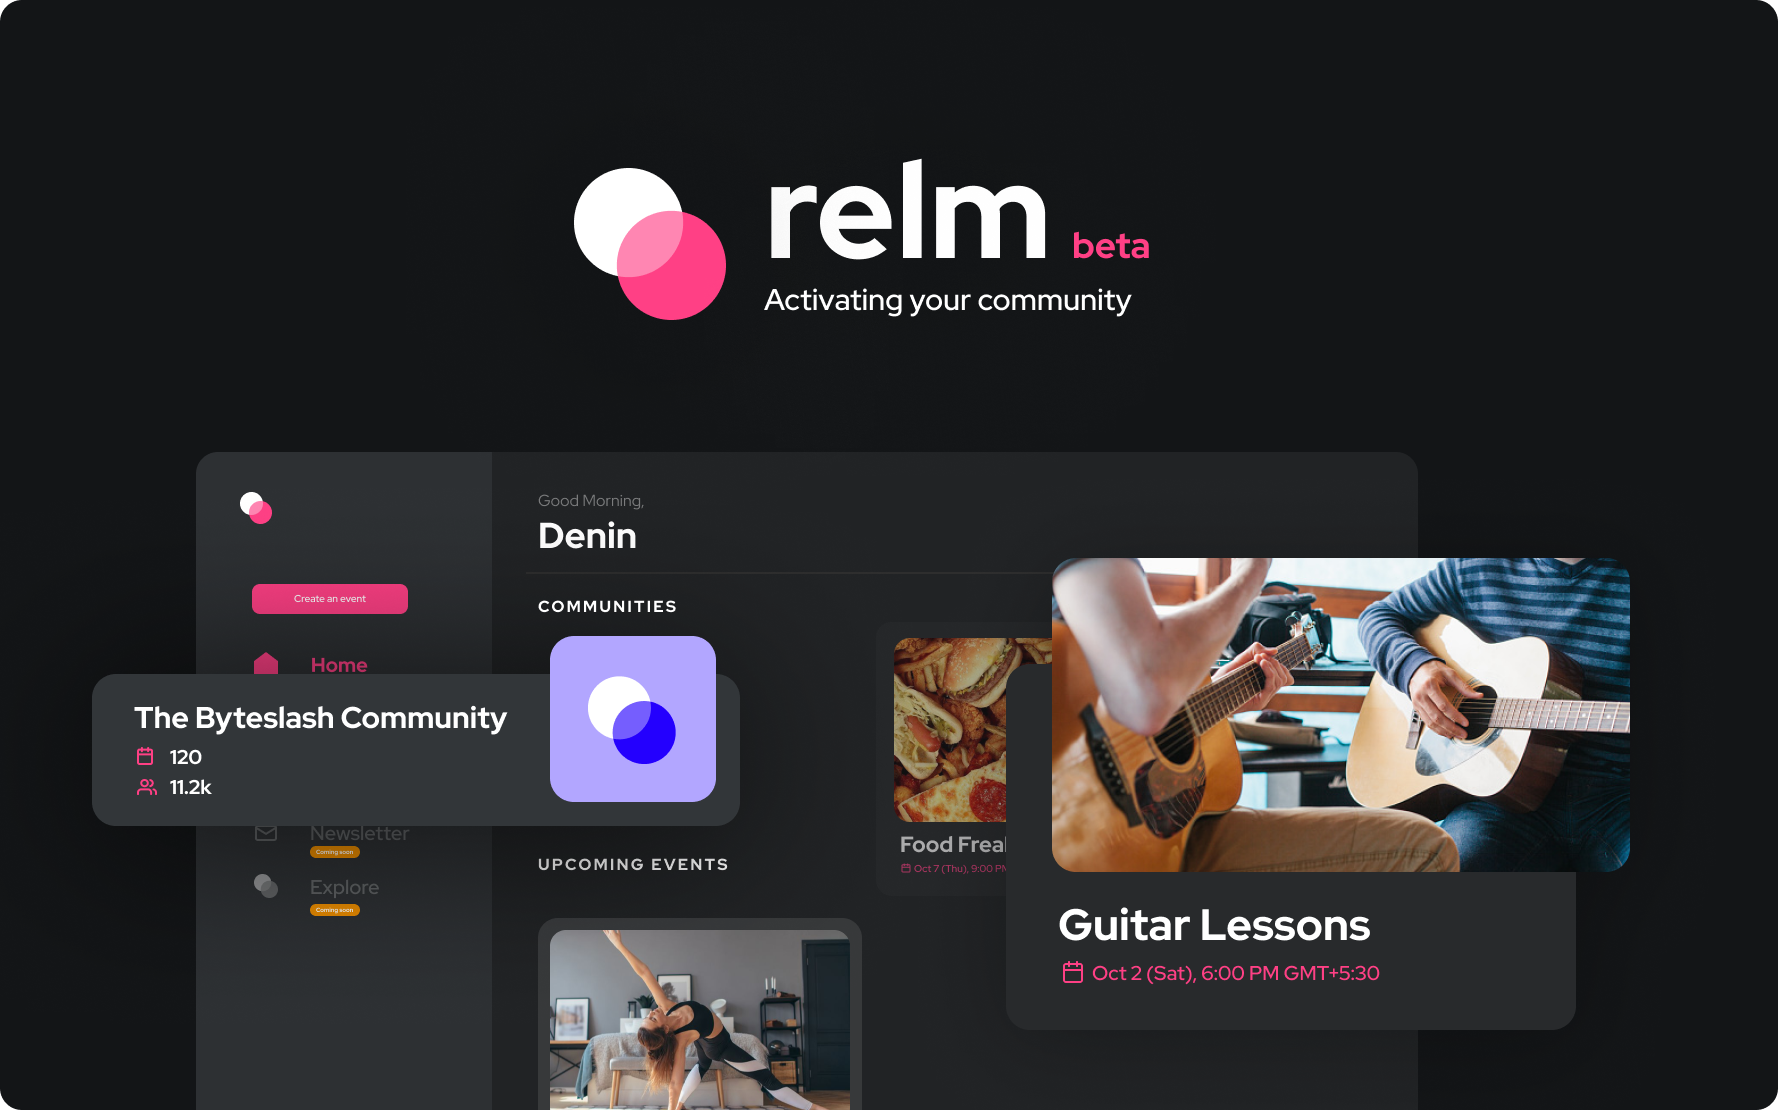 relm beta
Activating your community
Good Morning,
Denin
Create an event
COMMUNITIES
Home
The Byteslash Community
120
11.2k
Newsletter
Coming soon
Explore
Coming soon
UPCOMING EVENTS
Food Frea
Oct 7 (Thu), 9:00 PM
Guitar Lessons
Oct 2 (Sat), 6:00 PM GMT+5:30